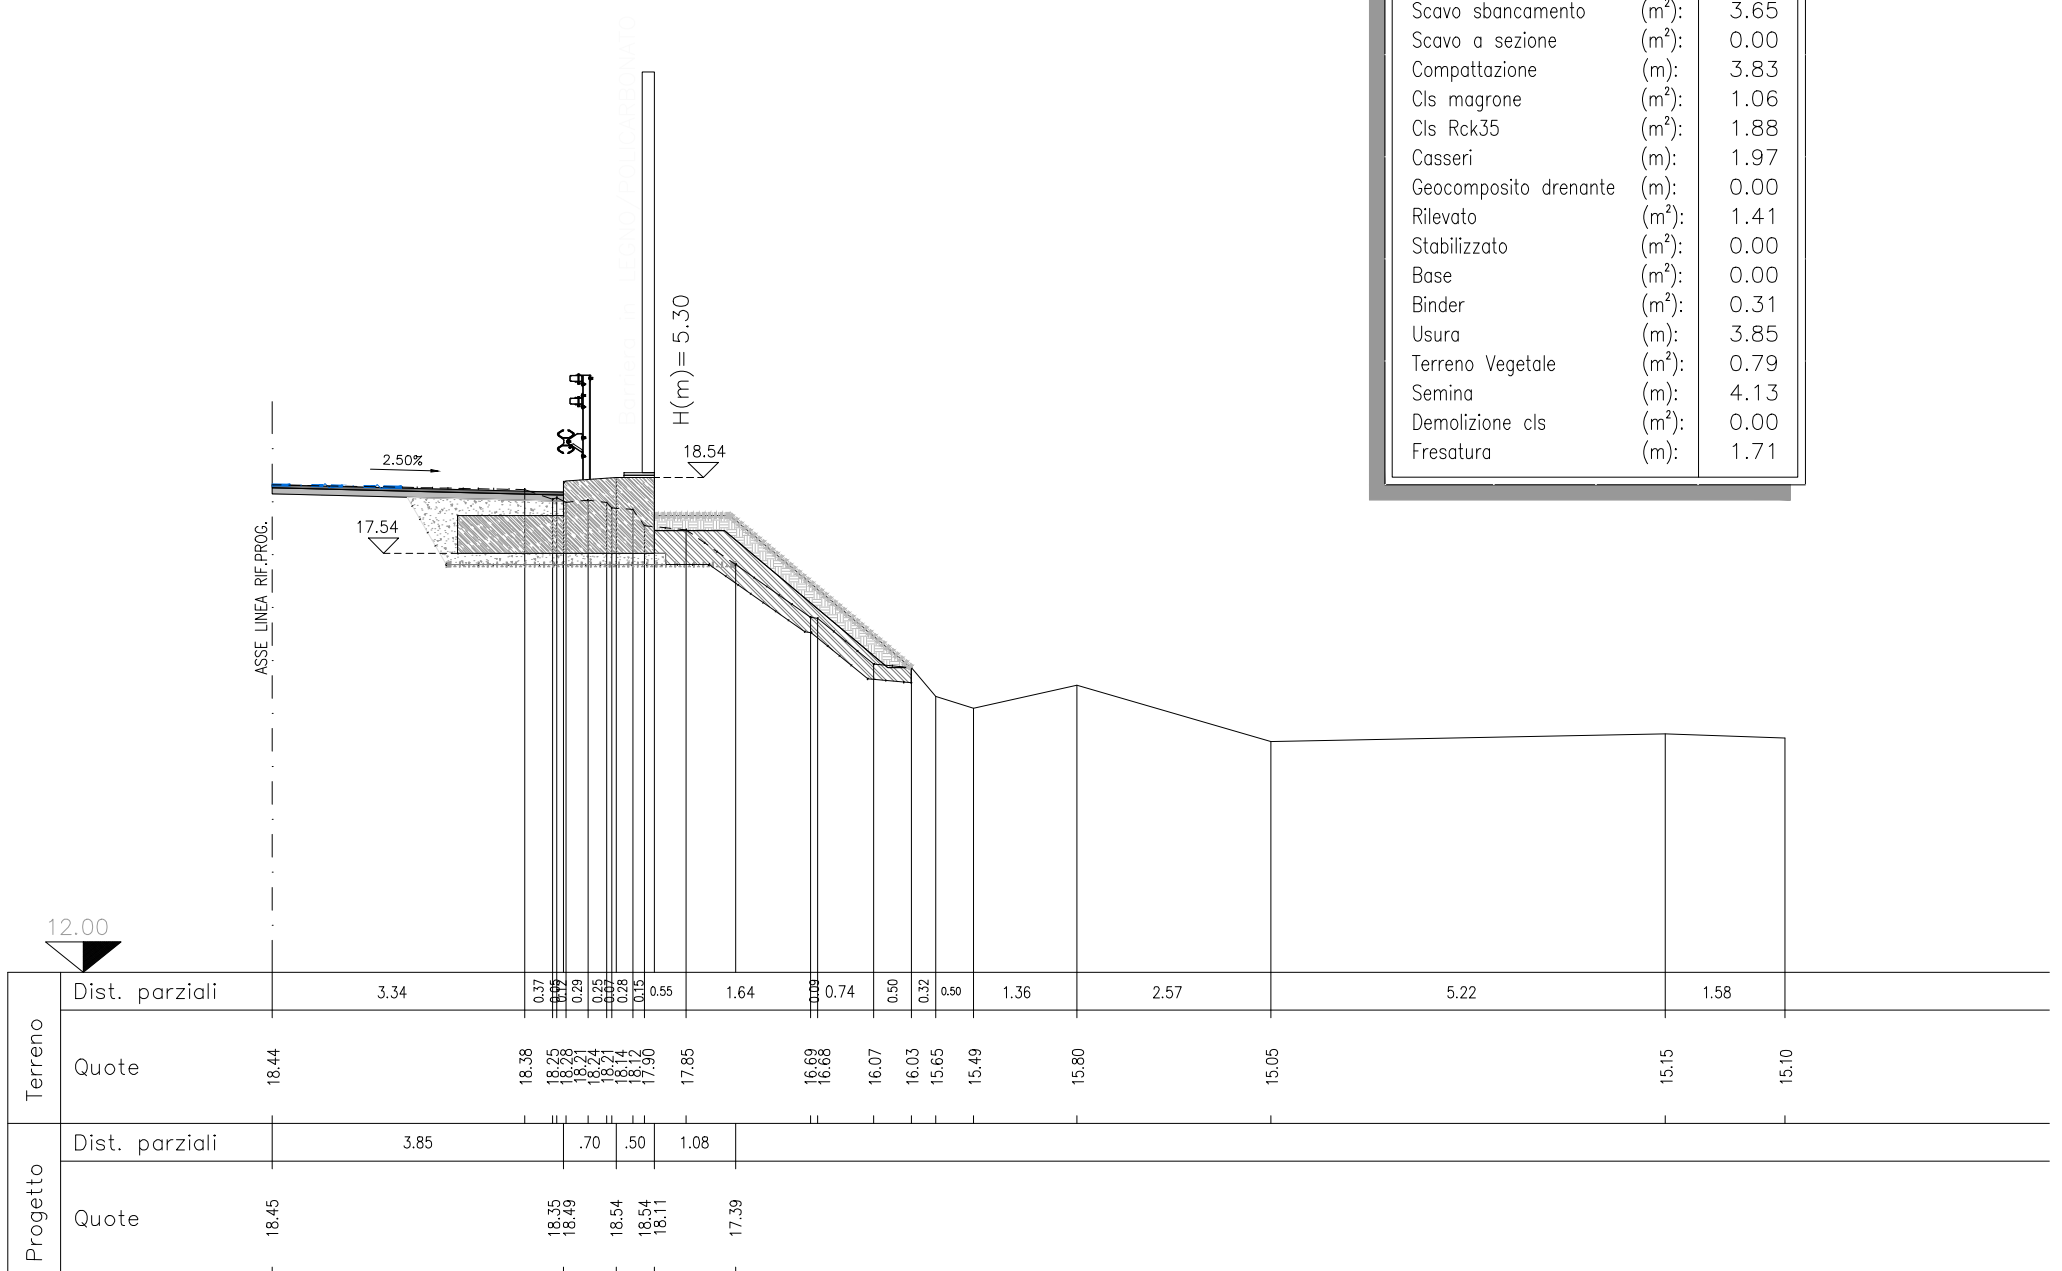 Scavo sbancamento (m²): 3.65
Scavo a sezione (m²): 0.00
Compattazione (m): 3.83
Cls magrone (m²): 1.06
Cls Rck35 (m²): 1.88
Casseri (m): 1.97
Geocomposito drenante (m): 0.00
Rilevato (m²): 1.41
Stabilizzato (m²): 0.00
Base (m²): 0.00
Binder (m²): 0.31
Usura (m): 3.85
Terreno Vegetale (m²): 0.79
Semina (m): 4.13
Demolizione cls (m²): 0.00
Fresatura (m): 1.71
H(m)= 5.30
18.54
2.50%
17.54
ASSE LINEA RIF.PROG.
12.00
Terreno
Dist. parziali 3.34 0.37 0.05 0.12 0.29 0.25 0.07 0.28 0.15 0.55 1.64 0.09 0.74 0.50 0.32 0.50 1.36 2.57 5.22 1.58
Quote 18.44 18.38 18.25 18.28 18.21 18.24 18.21 18.14 18.12 17.90 17.85 16.69 16.68 16.07 16.03 15.65 15.49 15.80 15.05 15.15 15.10
Progetto
Dist. parziali 3.85 .70 .50 1.08
Quote 18.45 18.35 18.49 18.54 18.54 18.11 17.39